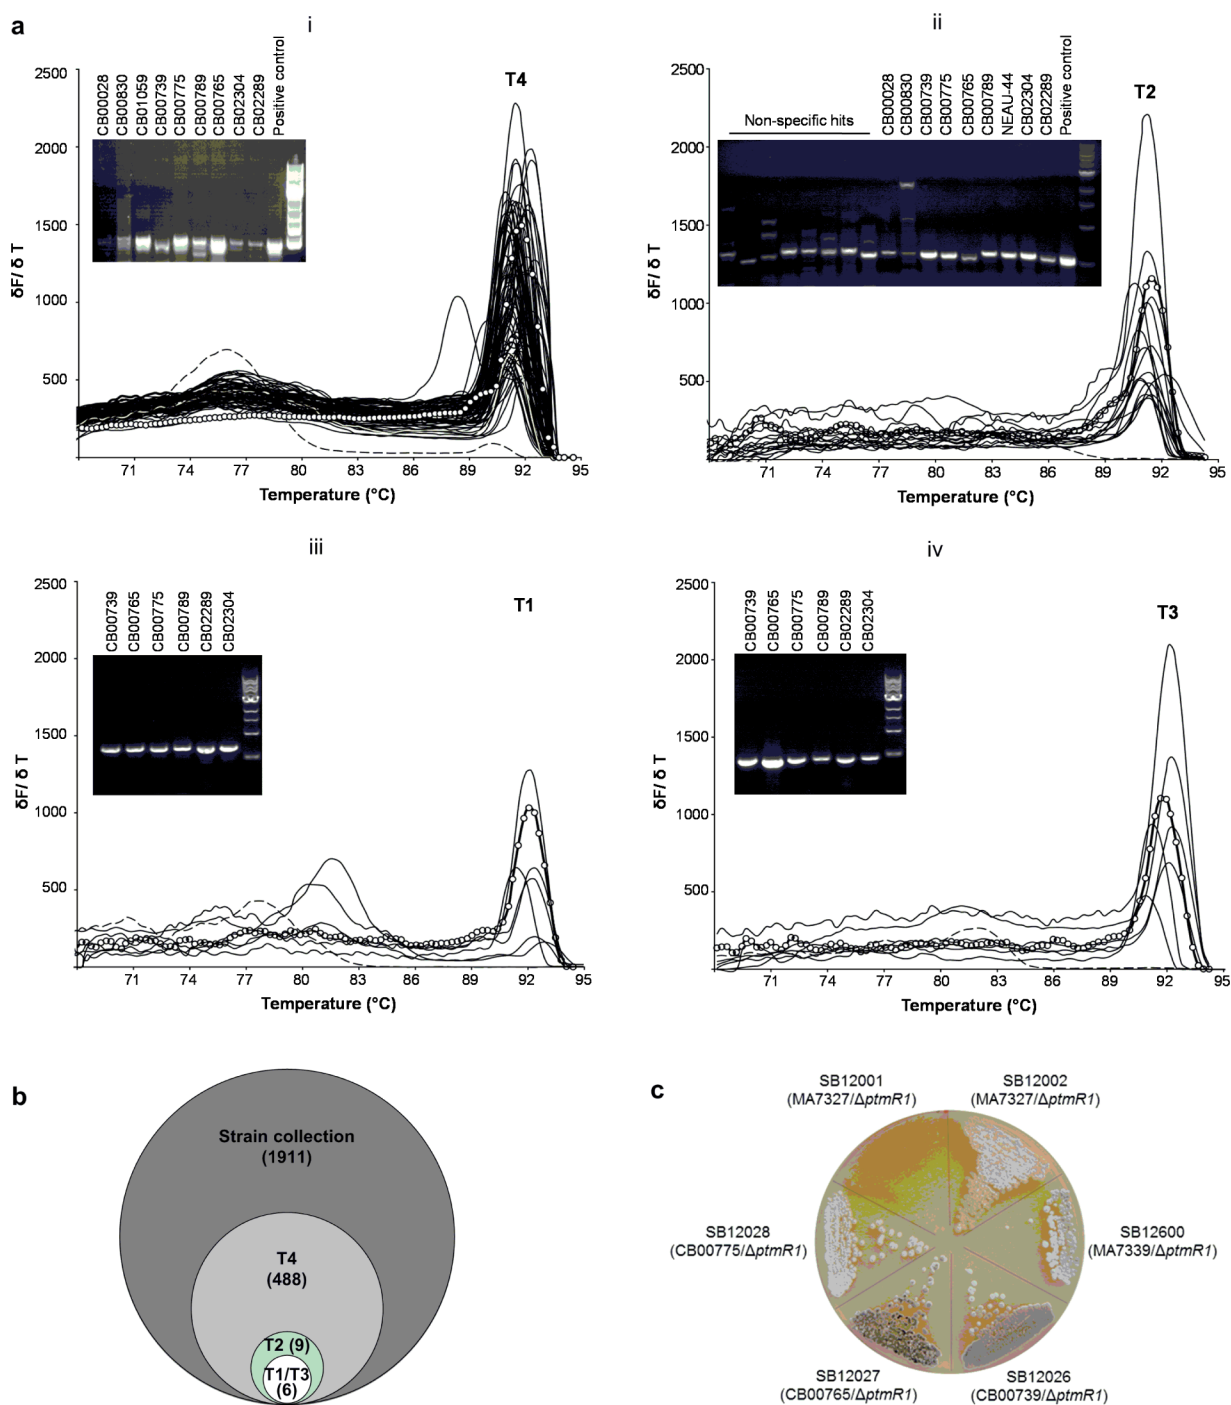 a
i
CB00028
CB00830
CB01059
CB00739
CB00775
CB00789
CB00765
CB02304
CB02289
Positive control
T4
2500
2000
1500
1000
500
δF/ δ T
71 74 77 80 83 86 89 92 95
Temperature (°C)
ii
Non-specific hits
CB00028
CB00830
CB00739
CB00775
CB00765
CB00789
NEAU-44
CB02304
CB02289
Positive control
T2
2500
2000
1500
1000
500
δF/ δ T
71 74 77 80 83 86 89 92 95
Temperature (°C)
iii
CB00739
CB00765
CB00775
CB00789
CB02289
CB02304
T1
2500
2000
1500
1000
500
δF/ δ T
71 74 77 80 83 86 89 92 95
Temperature (°C)
iv
CB00739
CB00765
CB00775
CB00789
CB02289
CB02304
T3
2500
2000
1500
1000
500
δF/ δ T
71 74 77 80 83 86 89 92 95
Temperature (°C)
b
Strain collection
(1911)
T4
(488)
T2 (9)
T1/T3
(6)
c
SB12001
(MA7327/ΔptmR1)
SB12002
(MA7327/ΔptmR1)
SB12028
(CB00775/ΔptmR1)
SB12600
(MA7339/ΔptmR1)
SB12027
(CB00765/ΔptmR1)
SB12026
(CB00739/ΔptmR1)